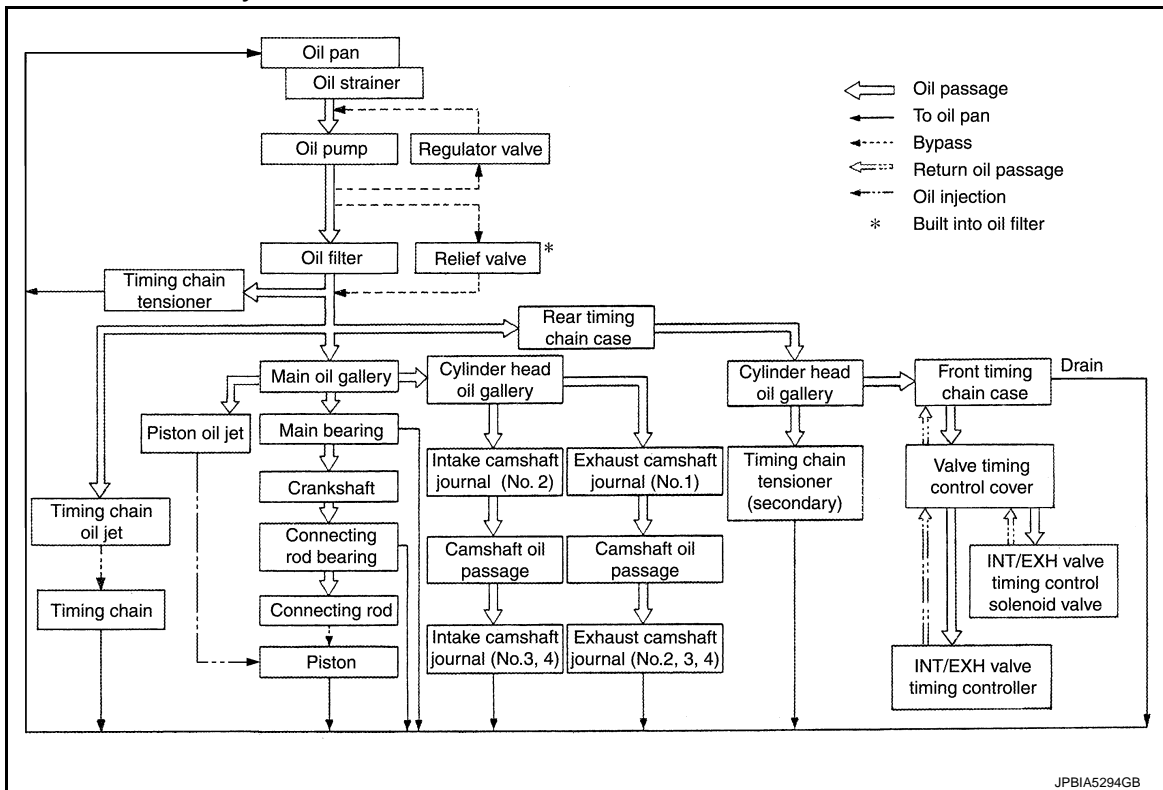 Oil pan
Oil strainer
Oil pump
Regulator valve
Oil filter
Relief valve
*
Timing chain
tensioner
Oil passage
To oil pan
Bypass
Return oil passage
Oil injection
* Built into oil filter
Rear timing
chain case
Main oil gallery
Cylinder head
oil gallery
Cylinder head
oil gallery
Front timing
chain case
Drain
Piston oil jet
Main bearing
Intake camshaft
journal (No. 2)
Exhaust camshaft
journal (No.1)
Timing chain
tensioner
(secondary)
Valve timing
control cover
Crankshaft
Timing chain
oil jet
Connecting
rod bearing
Camshaft oil
passage
Camshaft oil
passage
INT/EXH valve
timing control
solenoid valve
Timing chain
Connecting rod
Piston
Intake camshaft
journal (No.3, 4)
Exhaust camshaft
journal (No.2, 3, 4)
INT/EXH valve
timing controller
JPBIA5294GB